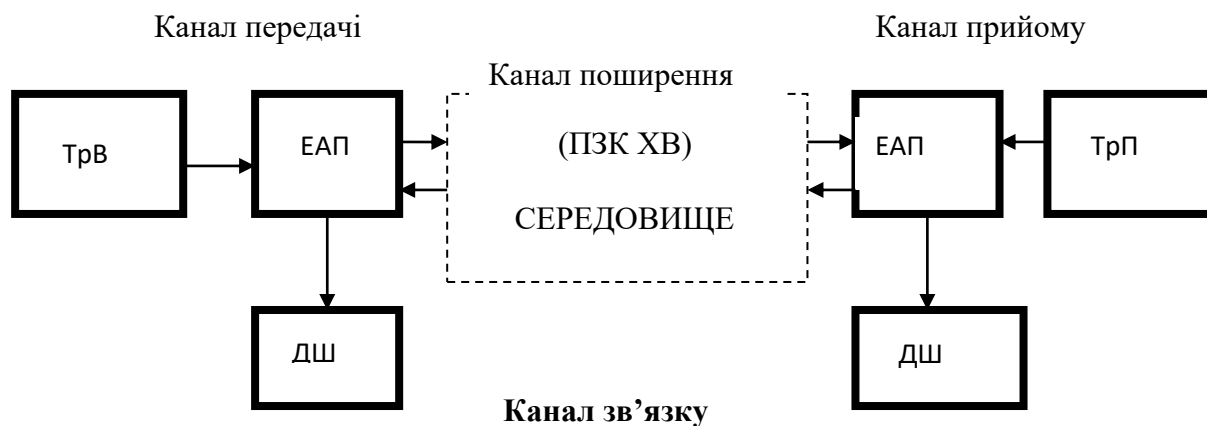 Канал передачі
Канал прийому
Канал поширення
ТрВ
ЕАП
(ПЗК ХВ)
ЕАП
ТрП
СЕРЕДОВИЩЕ
ДШ
ДШ
Канал зв’язку